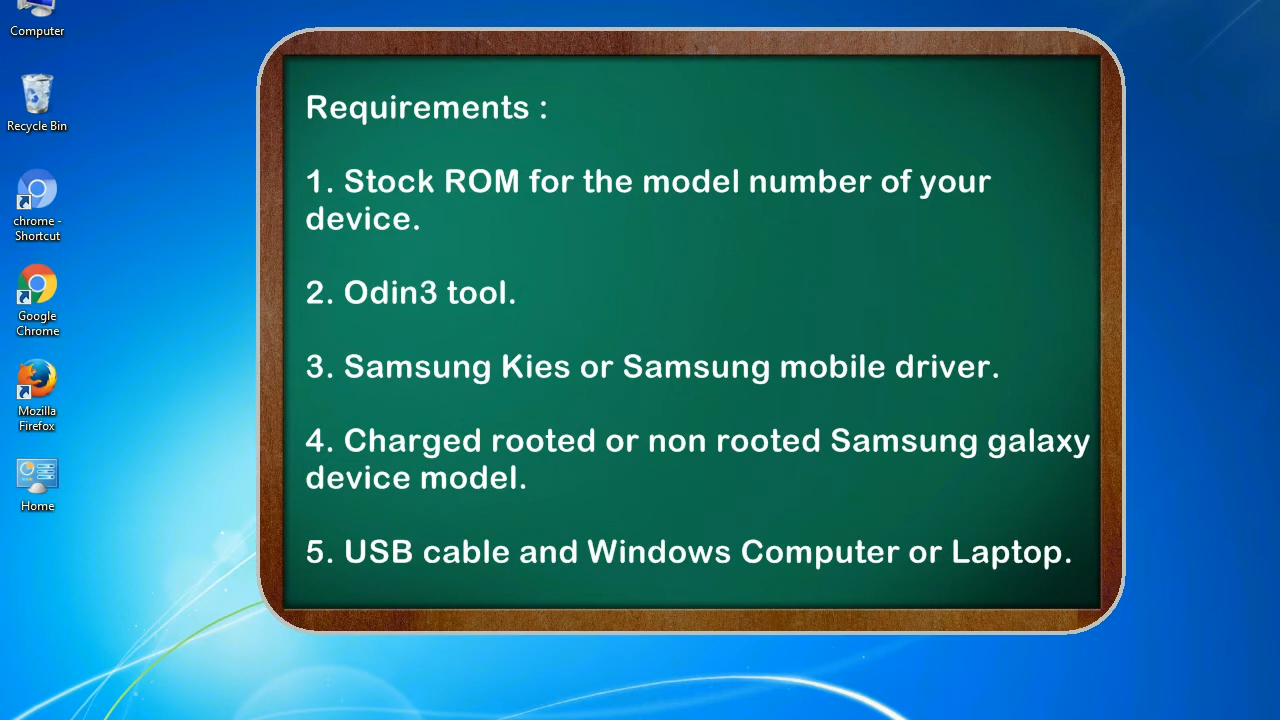 Computer
Recycle Bin
chrome -
Shortcut
Google
Chrome
Mozilla
Firefox
Home
Requirements :
1. Stock ROM for the model number of your
device.
2. Odin3 tool.
3. Samsung Kies or Samsung mobile driver.
4. Charged rooted or non rooted Samsung galaxy
device model.
5. USB cable and Windows Computer or Laptop.